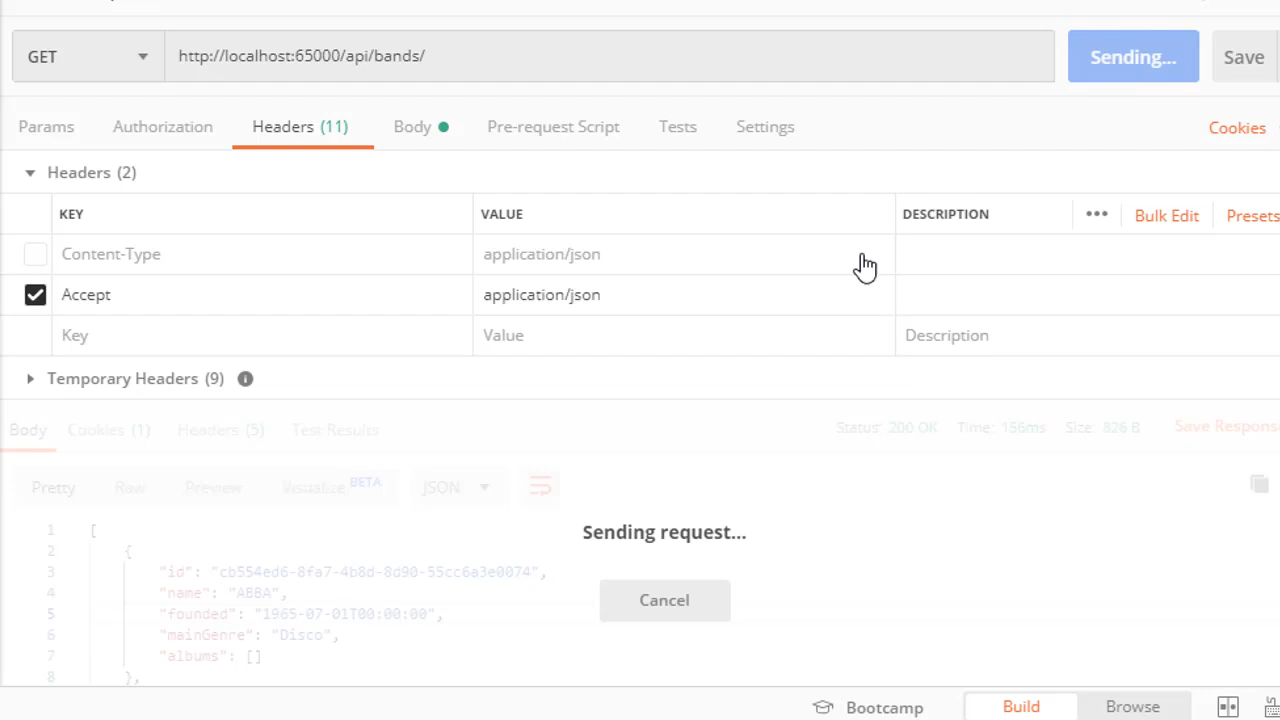 GET http://localhost:65000/api/bands/ Sending... Save
Params Authorization Headers (11) Body Pre-request Script Tests Settings Cookies
Headers (2)
KEY VALUE DESCRIPTION ••• Bulk Edit Presets
Content-Type application/json
Accept application/json
Key Value Description
Temporary Headers (9)
Body Cookies (1) Headers (5) Test Results Status: 200 OK Time: 156ms Size: 826 B Save Respons
Pretty Raw Preview Visualize BETA JSON
1 [
2 {
Sending request...
3 "id": "cb554ed6-8fa7-4b8d-8d90-55cc6a3e0074",
4 "name": "ABBA",
Cancel
5 "founded": "1965-07-01T00:00:00",
6 "mainGenre": "Disco",
7 "albums": []
8 },
Bootcamp Build Browse